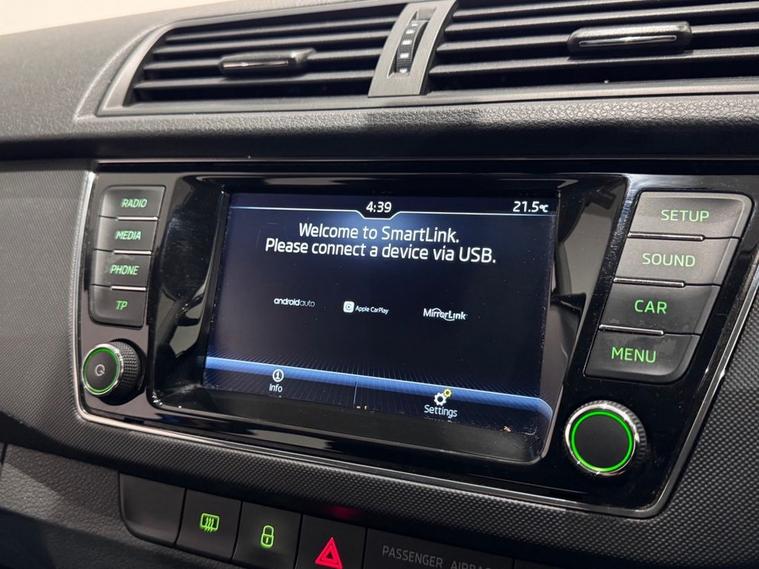 RADIO
MEDIA
PHONE
TP
4:39
21.5°C
Welcome to SmartLink.
Please connect a device via USB.
androidauto
Apple CarPlay
MirrorLink
Info
Settings
SETUP
SOUND
CAR
MENU
PASSENGER AIRBAG